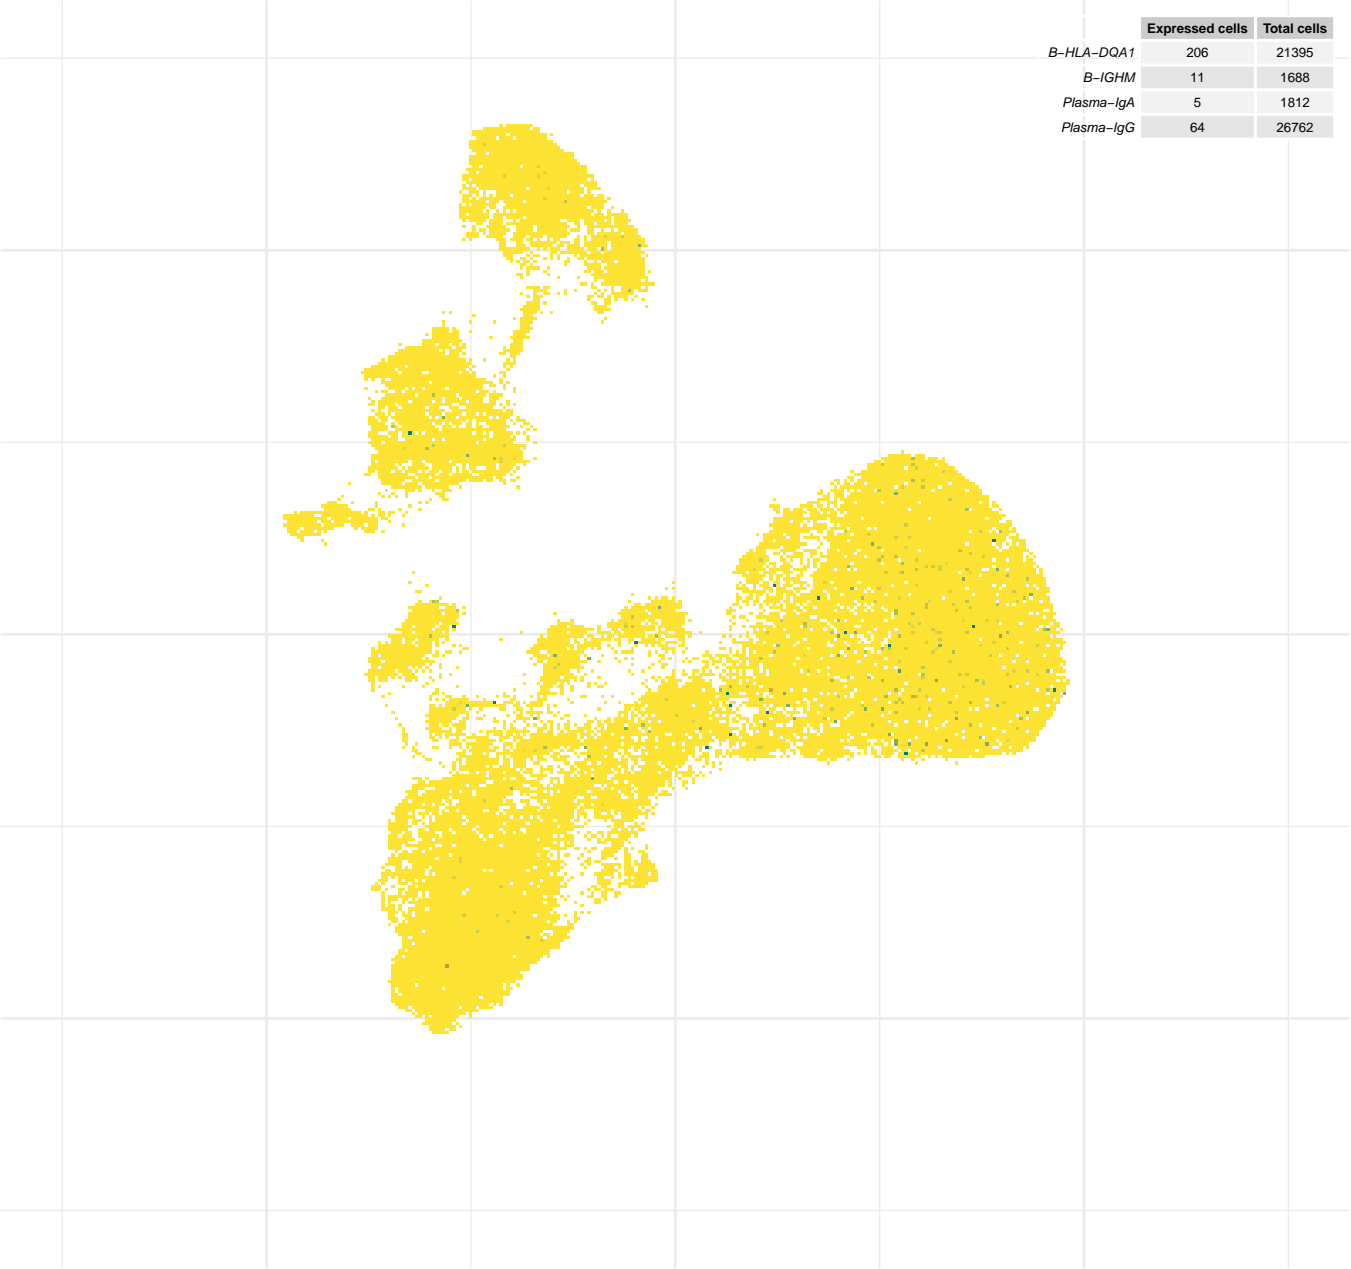 Expressed cells Total cells
B−HLA−DQA1 206 21395
B−IGHM 11 1688
Plasma−IgA 5 1812
Plasma−IgG 64 26762